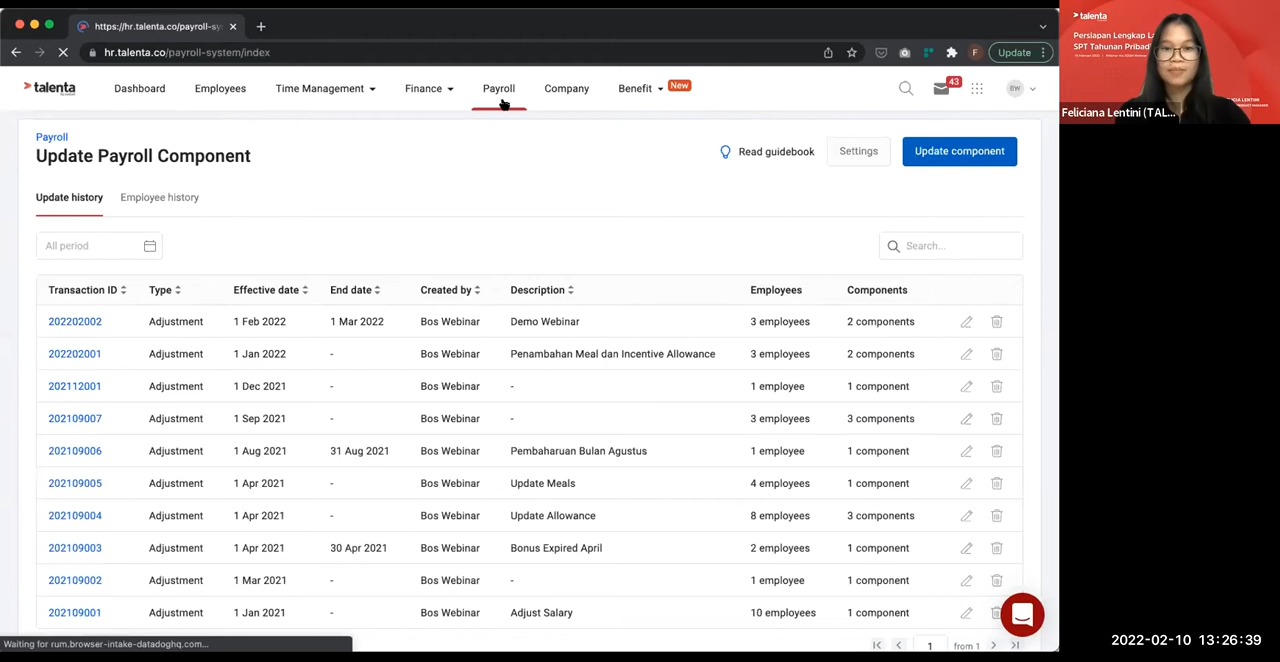 https://hr.talenta.co/payroll-sy
hr.talenta.co/payroll-system/index
F
Update
talenta
Dashboard
Employees
Time Management
Finance
Payroll
Company
Benefit
New
43
BW
Payroll
Update Payroll Component
Read guidebook
Settings
Update component
Update history
Employee history
All period
Search...
Transaction ID Type Effective date End date Created by Description Employees Components
202202002 Adjustment 1 Feb 2022 1 Mar 2022 Bos Webinar Demo Webinar 3 employees 2 components
202202001 Adjustment 1 Jan 2022 - Bos Webinar Penambahan Meal dan Incentive Allowance 3 employees 2 components
202112001 Adjustment 1 Dec 2021 - Bos Webinar - 1 employee 1 component
202109007 Adjustment 1 Sep 2021 - Bos Webinar - 3 employees 3 components
202109006 Adjustment 1 Aug 2021 31 Aug 2021 Bos Webinar Pembaharuan Bulan Agustus 1 employee 1 component
202109005 Adjustment 1 Apr 2021 - Bos Webinar Update Meals 4 employees 1 component
202109004 Adjustment 1 Apr 2021 - Bos Webinar Update Allowance 8 employees 3 components
202109003 Adjustment 1 Apr 2021 30 Apr 2021 Bos Webinar Bonus Expired April 2 employees 1 component
202109002 Adjustment 1 Mar 2021 - Bos Webinar - 1 employee 1 component
202109001 Adjustment 1 Jan 2021 - Bos Webinar Adjust Salary 10 employees 1 component
1 from 1
Waiting for rum.browser-intake-datadoghq.com...
talenta
Persiapan Lengkap La
SPT Tahunan Pribad
Feliciana Lentini (TAL...
2022-02-10 13:26:39